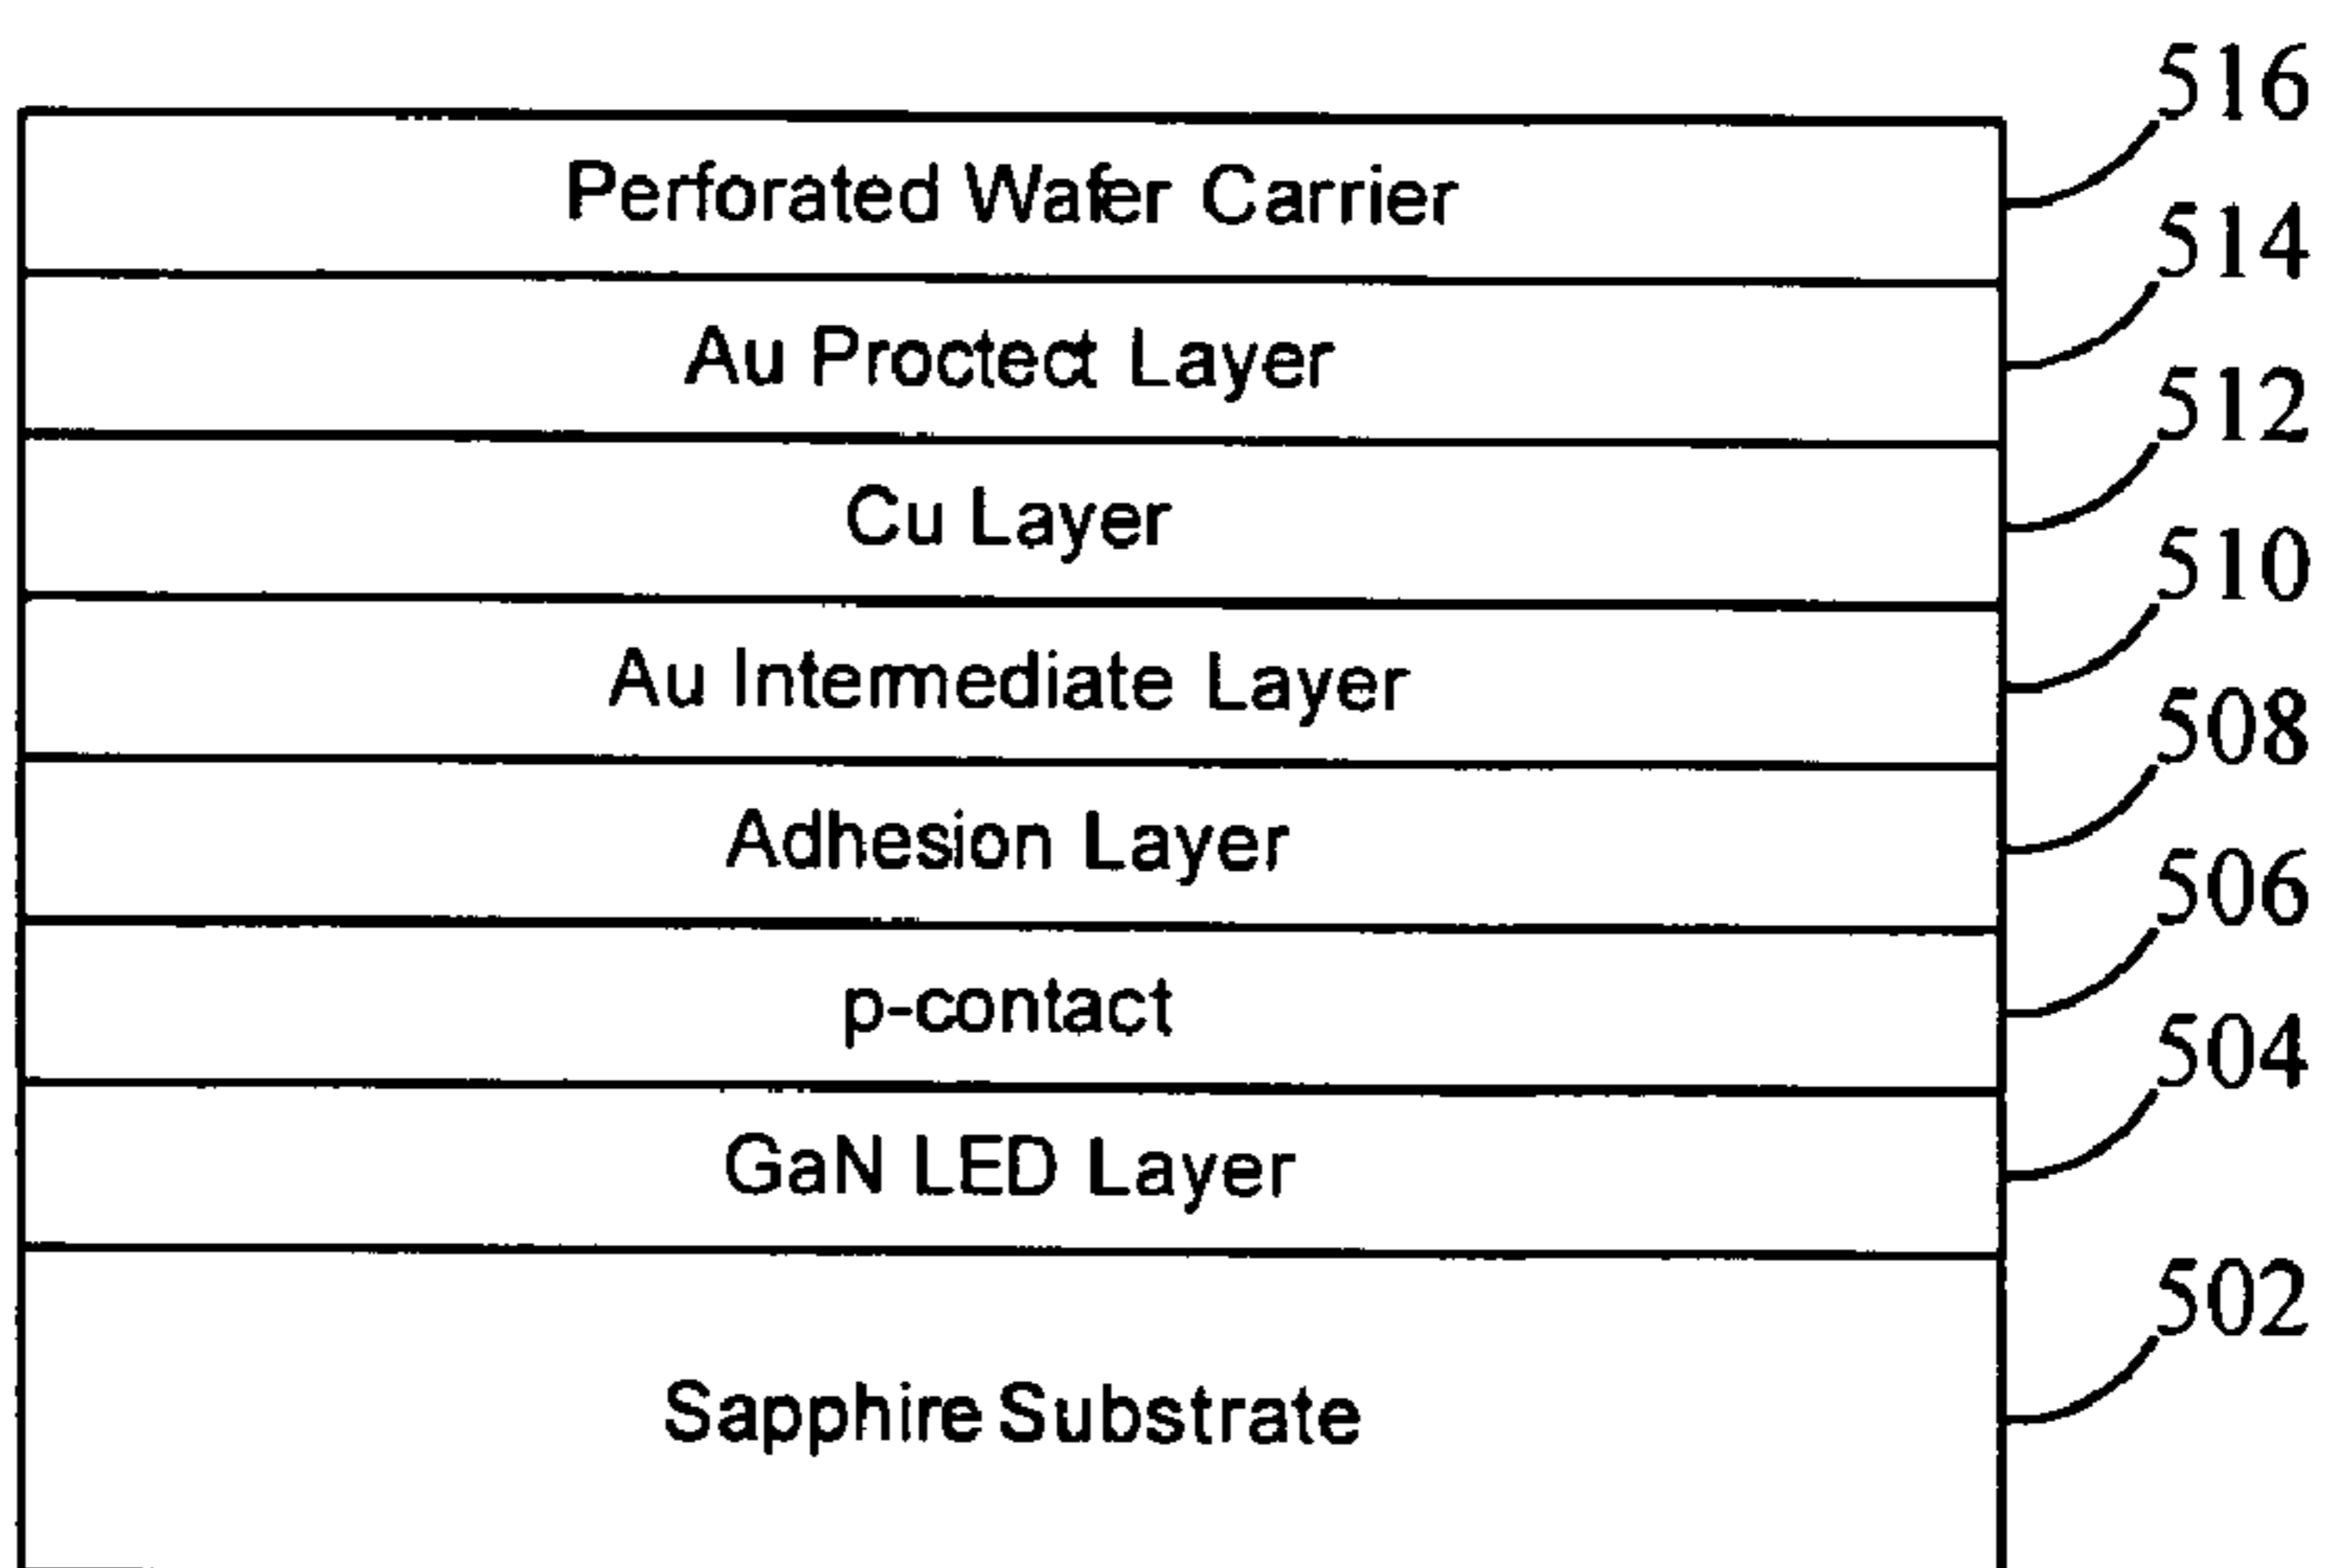 516
Perforated Wafer Carrier
514
Au Proctect Layer
512
Cu Layer
510
Au Intermediate Layer
508
Adhesion Layer
506
p-contact
504
GaN LED Layer
502
Sapphire Substrate